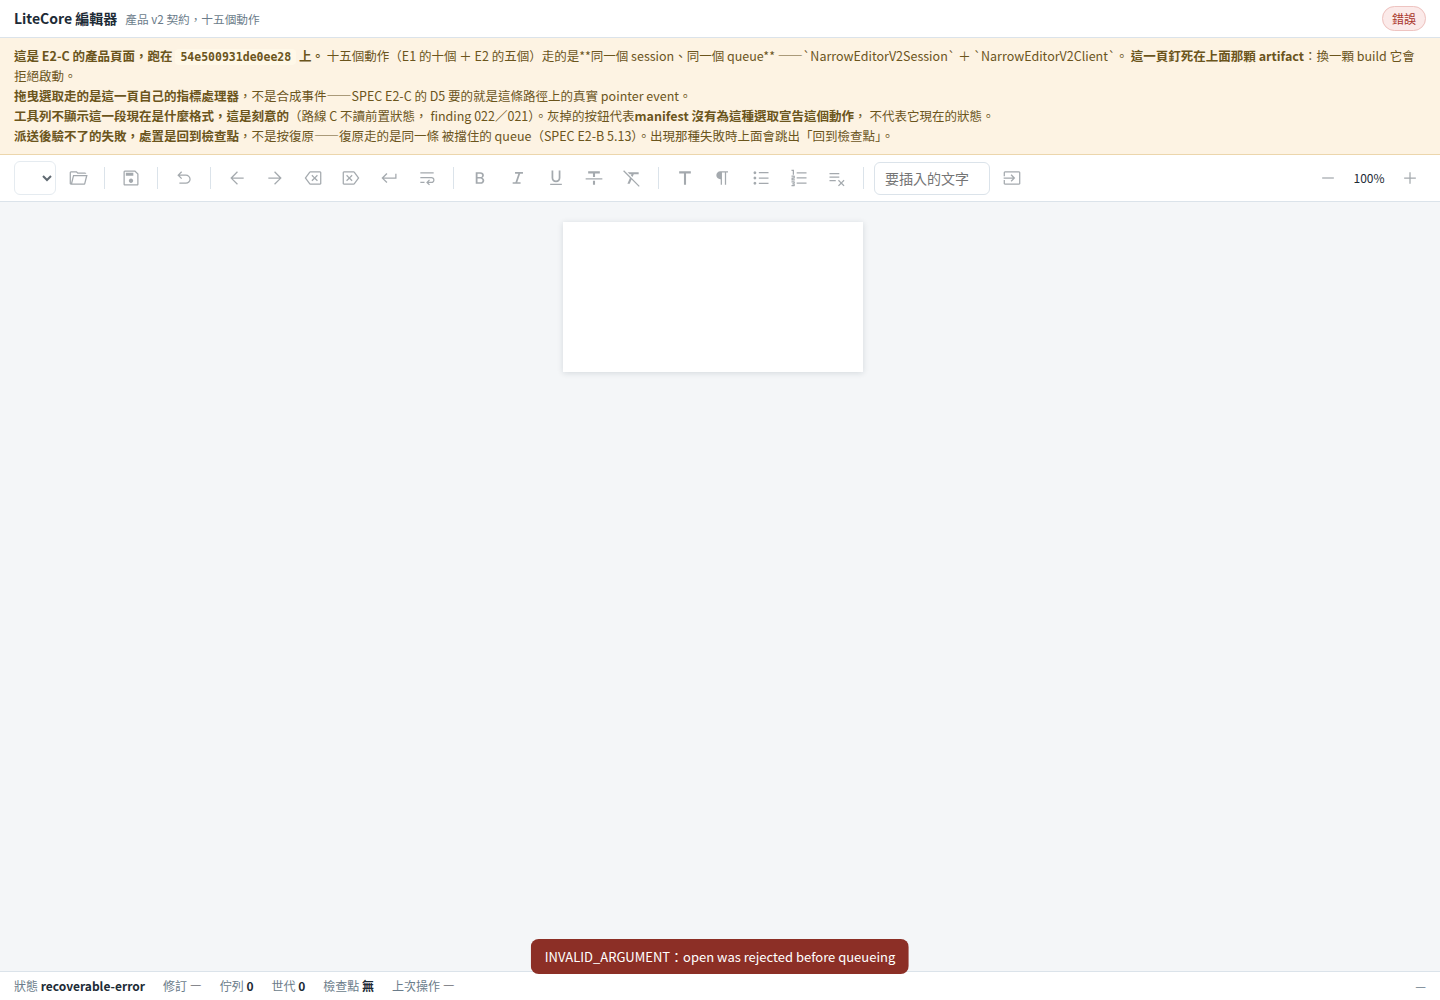 LiteCore 編輯器 產品 v2 契約，十五個動作 錯誤
這是 E2-C 的產品頁面，跑在 54e500931de0ee28 上。 十五個動作（E1 的十個 ＋ E2 的五個）走的是**同一個 session、同一個 queue** ——`NarrowEditorV2Session` ＋ `NarrowEditorV2Client`。 這一頁釘死在上面那顆 artifact：換一顆 build 它會
拒絕啟動。
拖曳選取走的是這一頁自己的指標處理器，不是合成事件——SPEC E2-C 的 D5 要的就是這條路徑上的真實 pointer event。
工具列不顯示這一段現在是什麼格式，這是刻意的（路線 C 不讀前置狀態， finding 022／021）。灰掉的按鈕代表manifest 沒有為這種選取宣告這個動作， 不代表它現在的狀態。
派送後驗不了的失敗，處置是回到檢查點，不是按復原——復原走的是同一條 被擋住的 queue（SPEC E2-B 5.13）。出現那種失敗時上面會跳出「回到檢查點」。
要插入的文字 100%
INVALID_ARGUMENT：open was rejected before queueing
狀態 recoverable-error 修訂 — 佇列 0 世代 0 檢查點 無 上次操作 — —